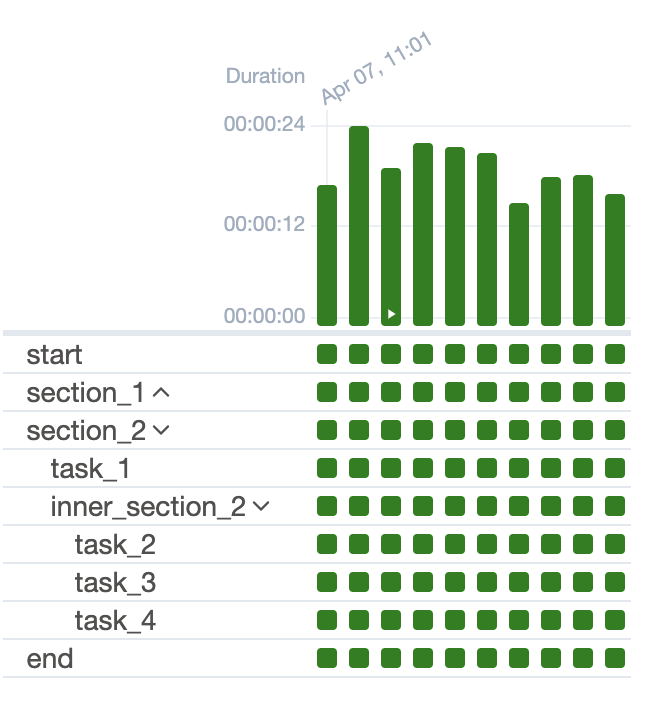 Apr 07, 11:01
Duration
00:00:24
00:00:12
00:00:00
start
section_1
section_2
task_1
inner_section_2
task_2
task_3
task_4
end